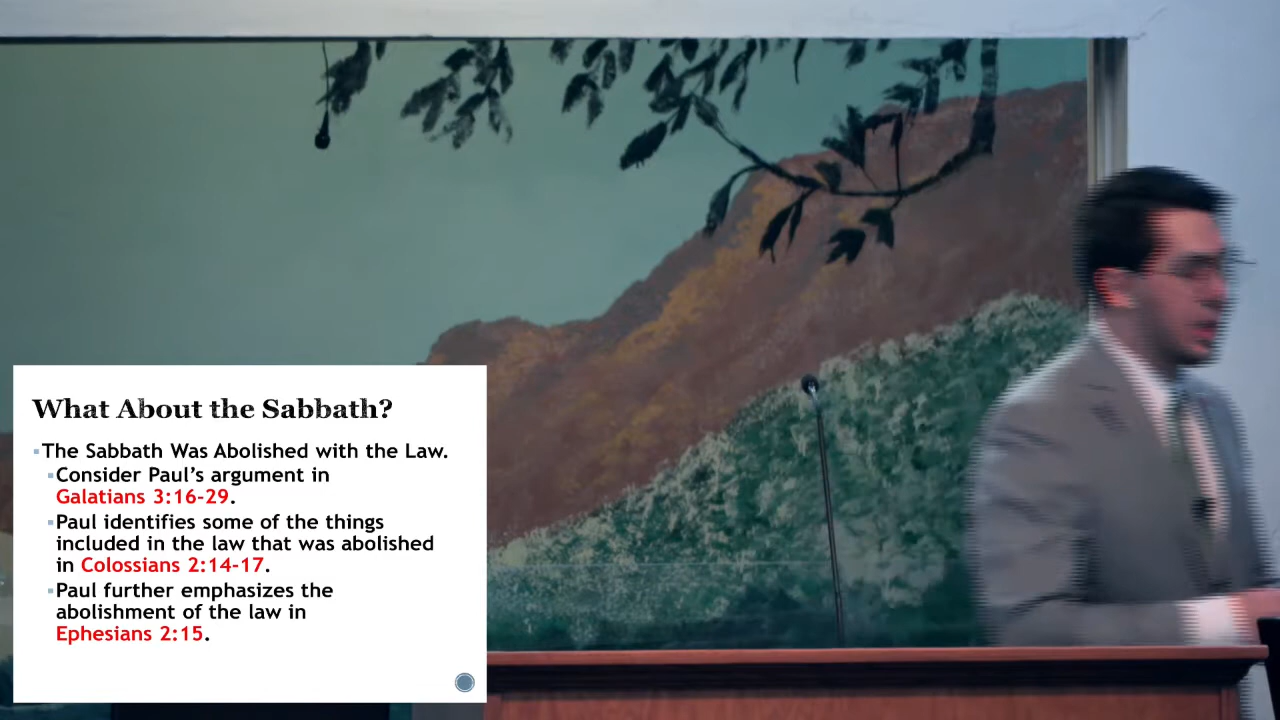 What About the Sabbath?
▪The Sabbath Was Abolished with the Law.
▪Consider Paul's argument in
Galatians 3:16-29.
▪Paul identifies some of the things
included in the law that was abolished
in Colossians 2:14-17.
▪Paul further emphasizes the
abolishment of the law in
Ephesians 2:15.